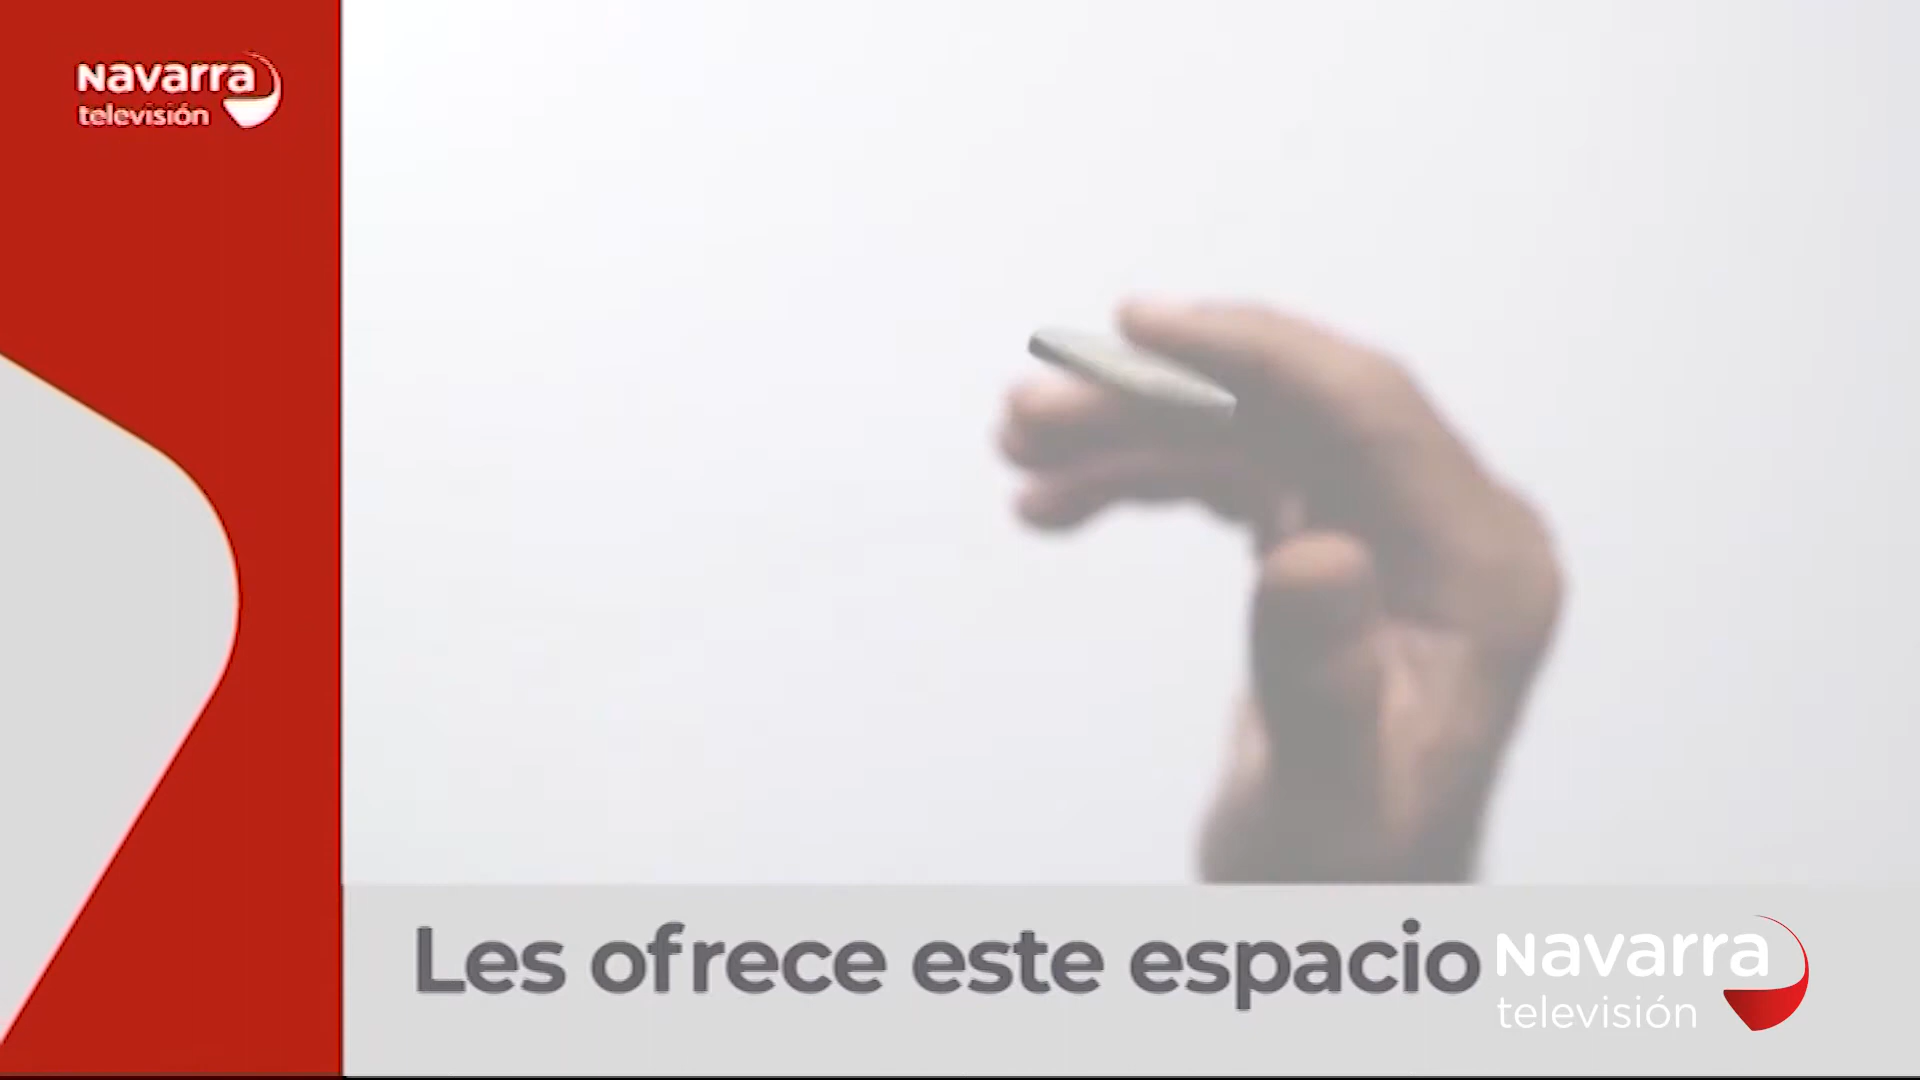 Navarra
televisión
Les ofrece este espacio
Navarra
televisión